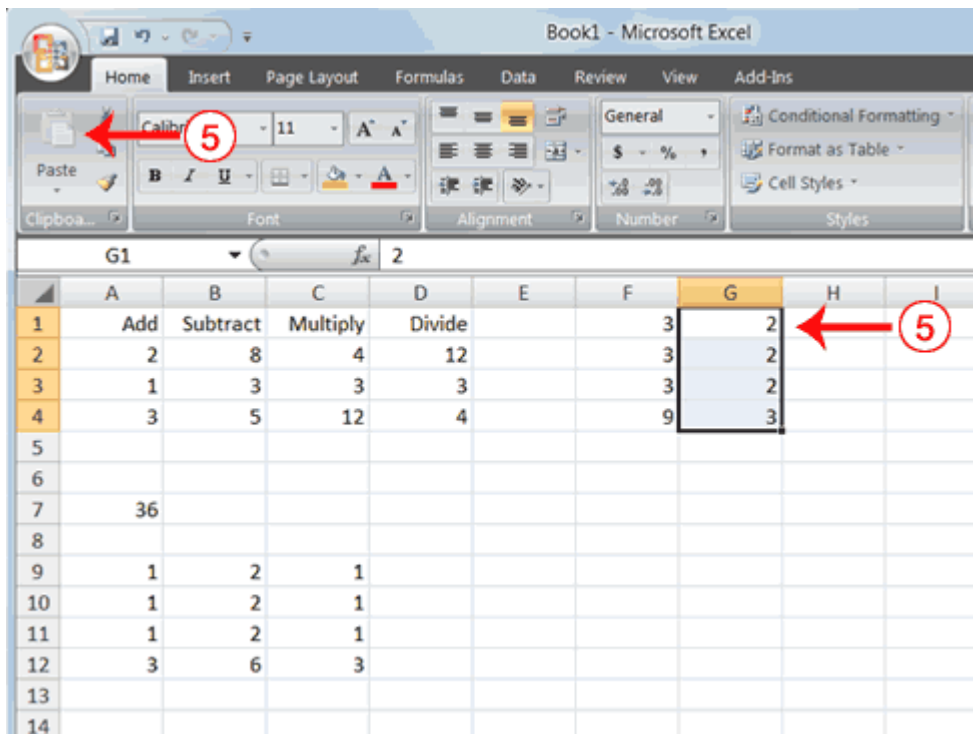 Book1 - Microsoft Excel
Home Insert Page Layout Formulas Data Review View Add-Ins
5 11 A A General Conditional Formatting
$ % , Format as Table
Paste B I U A Cell Styles
Clipboa... Font Alignment Number Styles
G1 fx 2
A B C D E F G H
1 Add Subtract Multiply Divide 3 2 5
2 2 8 4 12 3 2
3 1 3 3 3 3 2
4 3 5 12 4 9 3
5
6
7 36
8
9 1 2 1
10 1 2 1
11 1 2 1
12 3 6 3
13
14